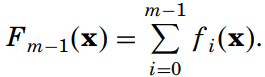 F_{m-1}(𝐱) = \sum_{i=0}^{m-1} f_i(𝐱).